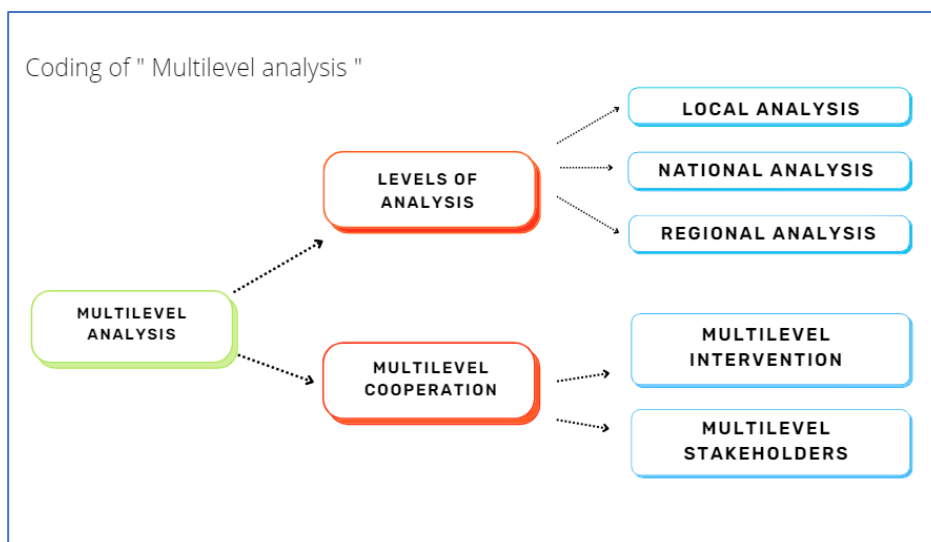 Coding of " Multilevel analysis "
MULTILEVEL
ANALYSIS
LEVELS OF
ANALYSIS
LOCAL ANALYSIS
NATIONAL ANALYSIS
REGIONAL ANALYSIS
MULTILEVEL
COOPERATION
MULTILEVEL
INTERVENTION
MULTILEVEL
STAKEHOLDERS